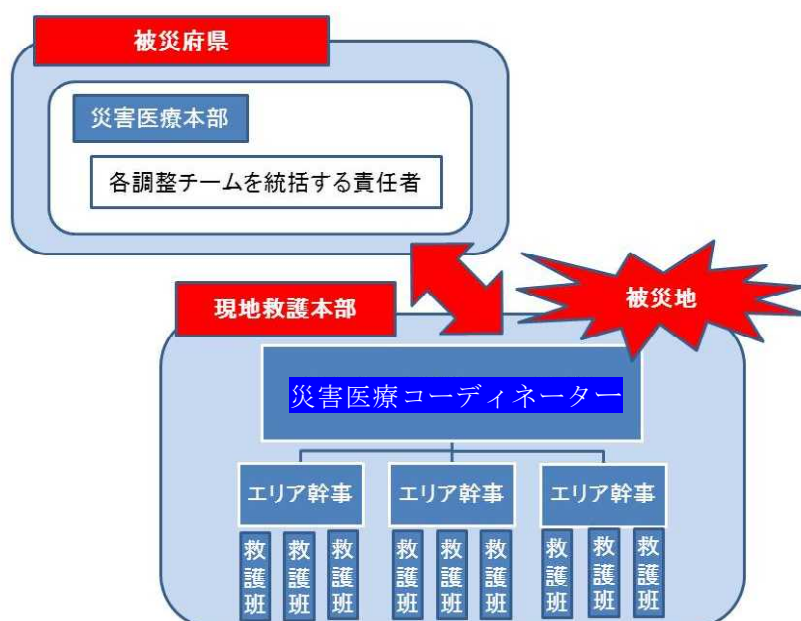 被災府県
災害医療本部
各調整チームを統括する責任者
被災地
現地救護本部
災害医療コーディネーター
エリア幹事
エリア幹事
エリア幹事
救護班
救護班
救護班
救護班
救護班
救護班
救護班
救護班
救護班